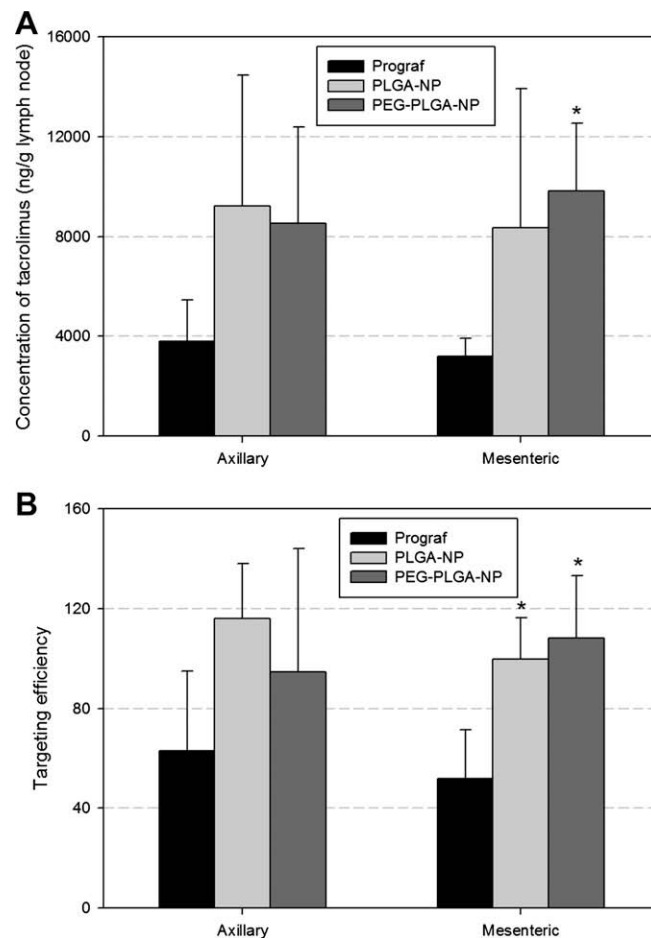 A
Concentration of tacrolimus (ng/g lymph node)
16000
12000
8000
4000
0
Prograf
PLGA-NP
PEG-PLGA-NP
*
Axillary
Mesenteric
B
Targeting efficiency
160
120
80
40
0
Prograf
PLGA-NP
PEG-PLGA-NP
*
*
Axillary
Mesenteric